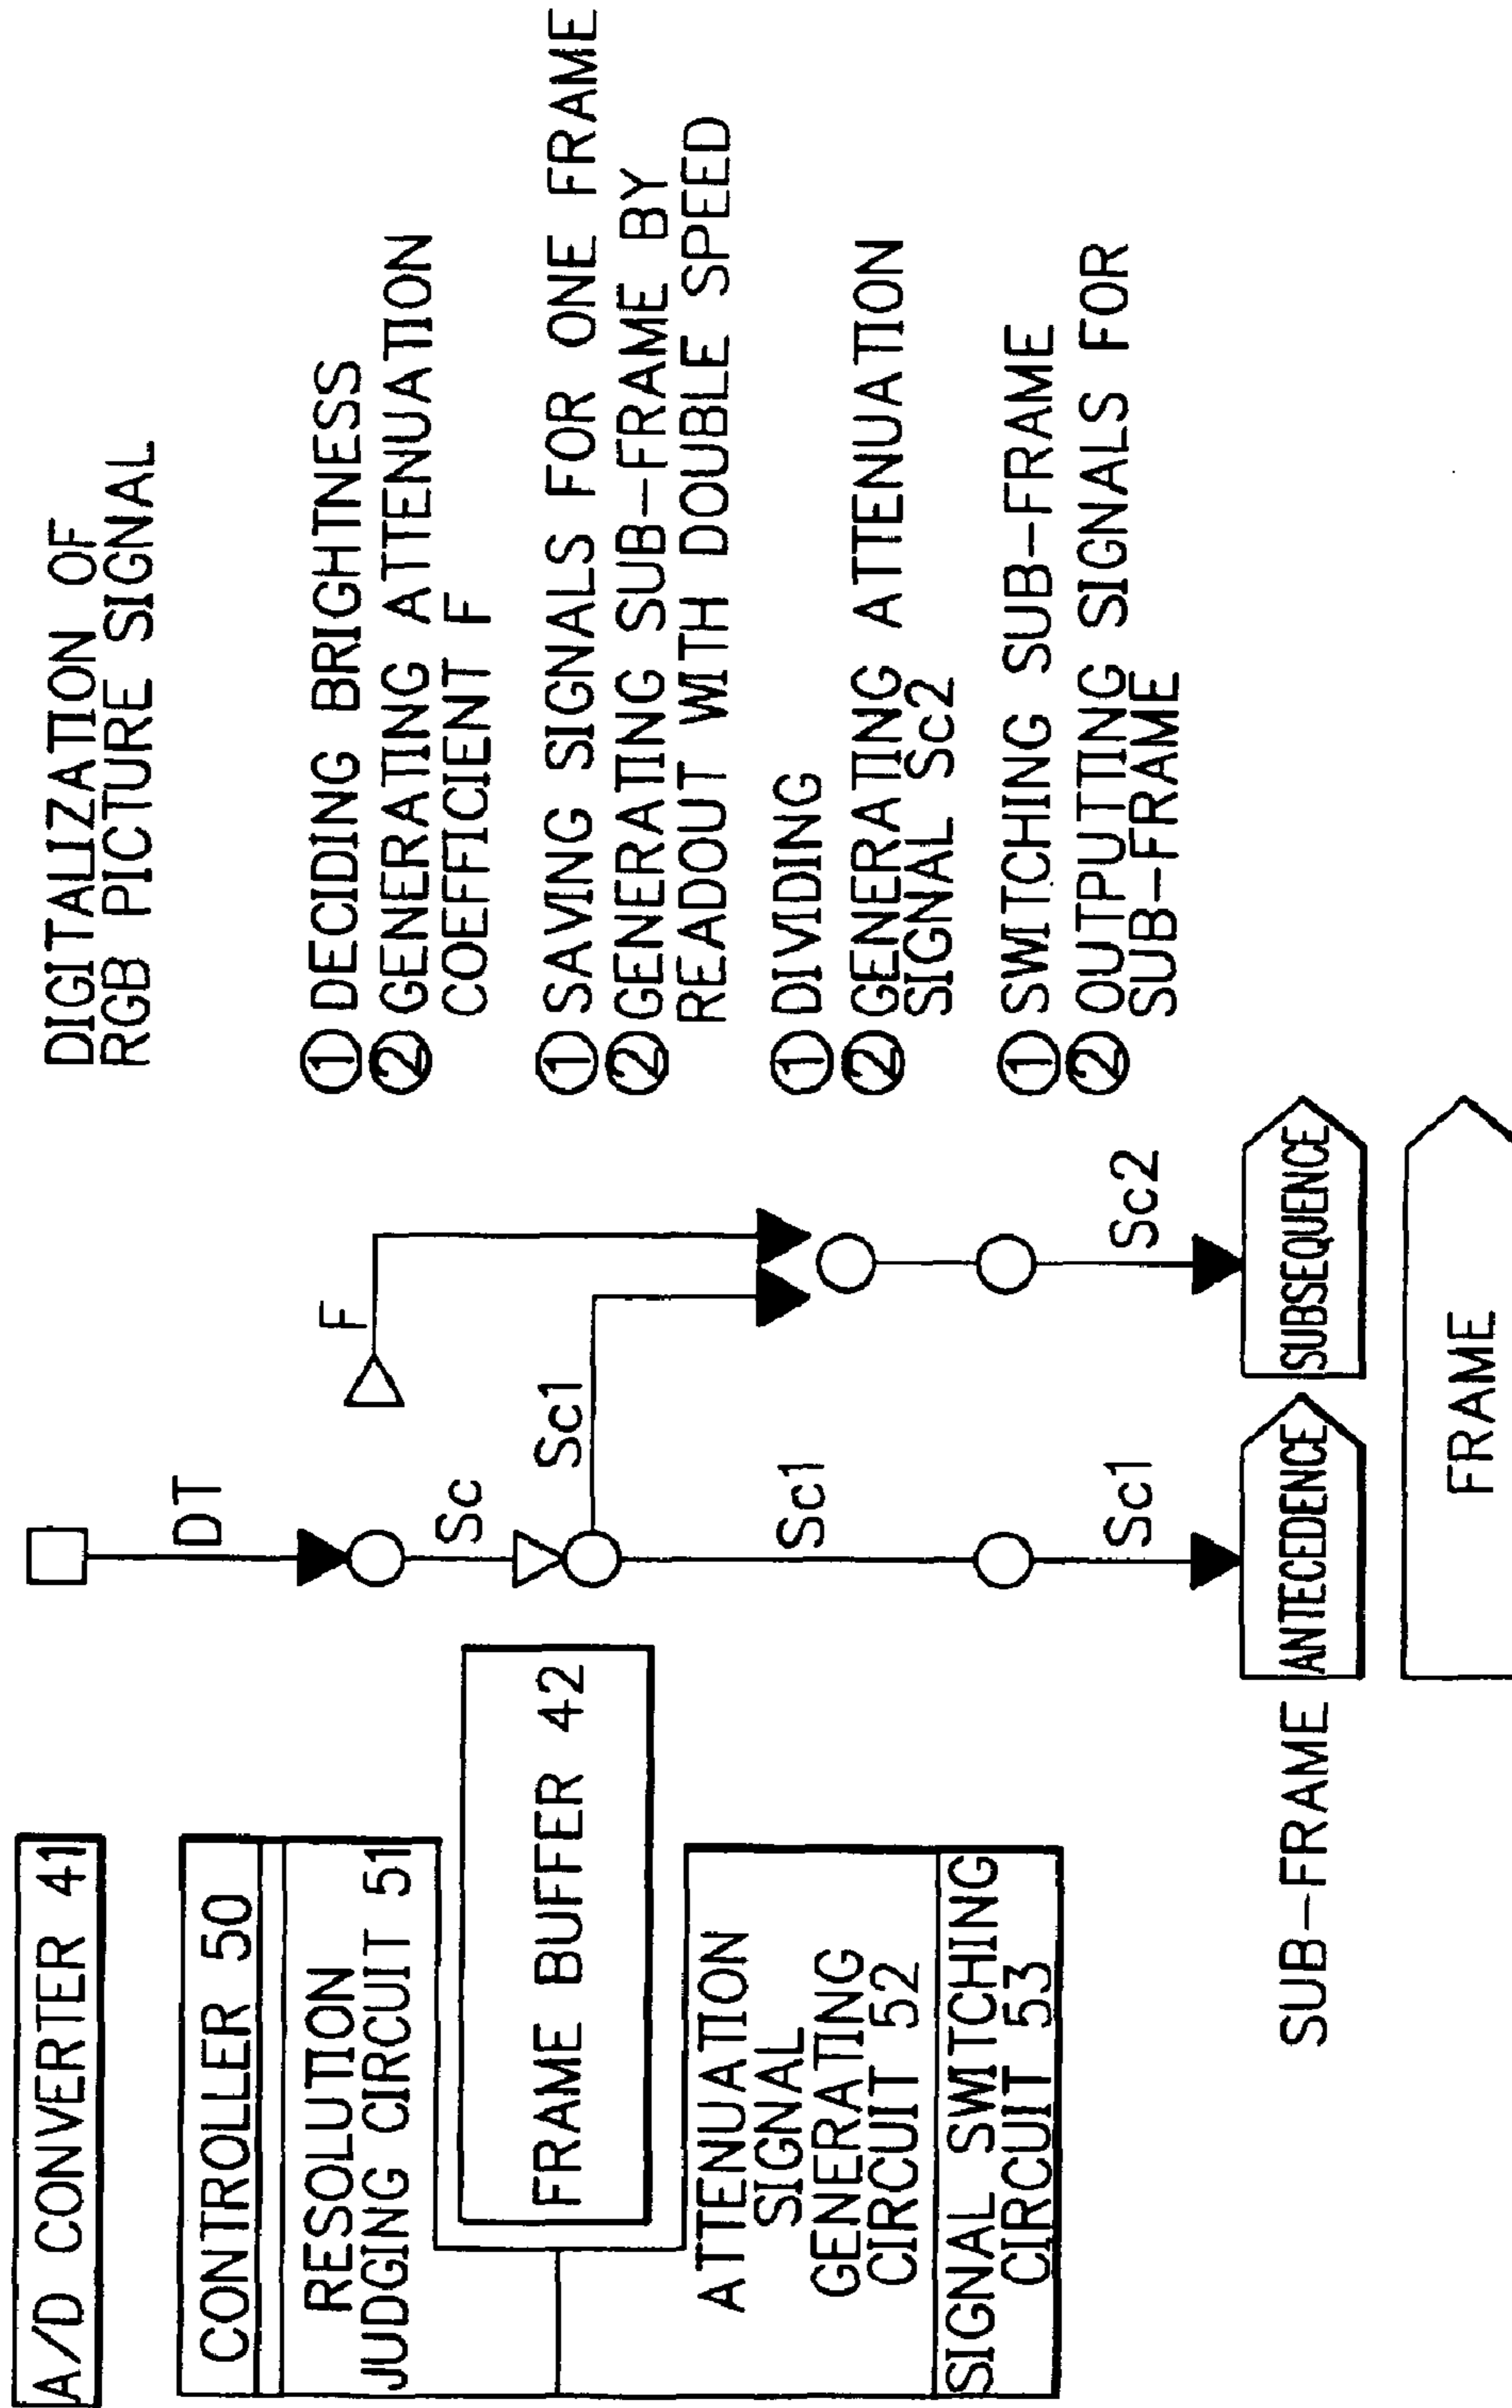 A/D CONVERTER 41
CONTROLLER 50
RESOLUTION
JUDGING CIRCUIT 51
FRAME BUFFER 42
ATTENUATION
SIGNAL
GENERATING
CIRCUIT 52
SIGNAL SWITCHING
CIRCUIT 53
DT
F
Sc
Sc1
Sc1
Sc1
Sc2
SUB-FRAME
ANTECEDENCE
SUBSEQUENCE
FRAME
DIGITALIZATION OF
RGB PICTURE SIGNAL
① DECIDING BRIGHTNESS
② GENERATING ATTENUATION
COEFFICIENT F
① SAVING SIGNALS FOR ONE FRAME
② GENERATING SUB-FRAME BY
READOUT WITH DOUBLE SPEED
① DIVIDING
② GENERATING ATTENUATION
SIGNAL Sc2
① SWITCHING SUB-FRAME
② OUTPUTING SIGNALS FOR
SUB-FRAME